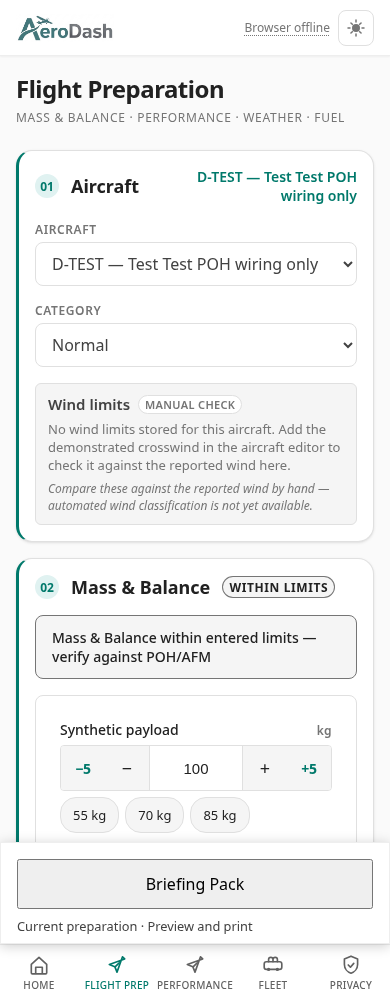 AeroDash
Browser offline
Flight Preparation
MASS & BALANCE · PERFORMANCE · WEATHER · FUEL
01 Aircraft
D-TEST — Test Test POH
wiring only
AIRCRAFT
D-TEST — Test Test POH wiring only
CATEGORY
Normal
Wind limits MANUAL CHECK
No wind limits stored for this aircraft. Add the
demonstrated crosswind in the aircraft editor to
check it against the reported wind here.
Compare these against the reported wind by hand —
automated wind classification is not yet available.
02 Mass & Balance WITHIN LIMITS
Mass & Balance within entered limits —
verify against POH/AFM
Synthetic payload kg
−5 − 100 + +5
55 kg 70 kg 85 kg
Briefing Pack
Current preparation · Preview and print
HOME FLIGHT PREP PERFORMANCE FLEET PRIVACY